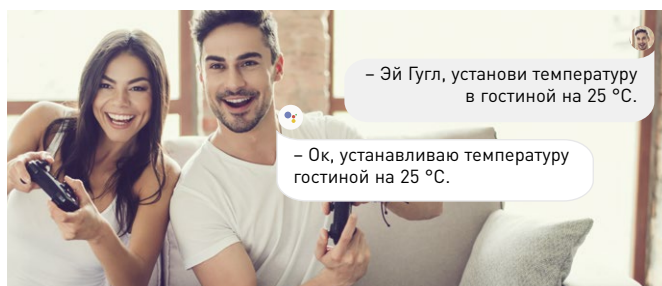 – Эй Гугл, установи температуру
в гостиной на 25 °C.
– Ок, устанавливаю температуру
гостиной на 25 °C.